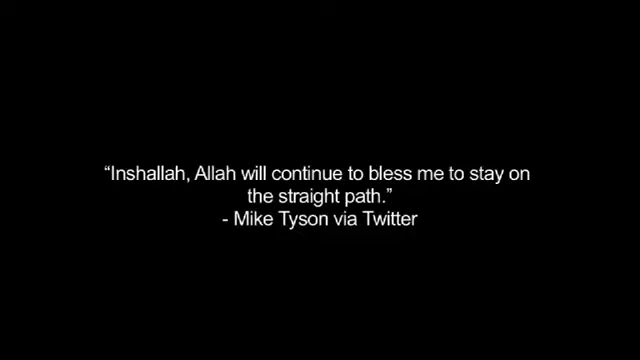 “Inshallah, Allah will continue to bless me to stay on
the straight path.”
- Mike Tyson via Twitter